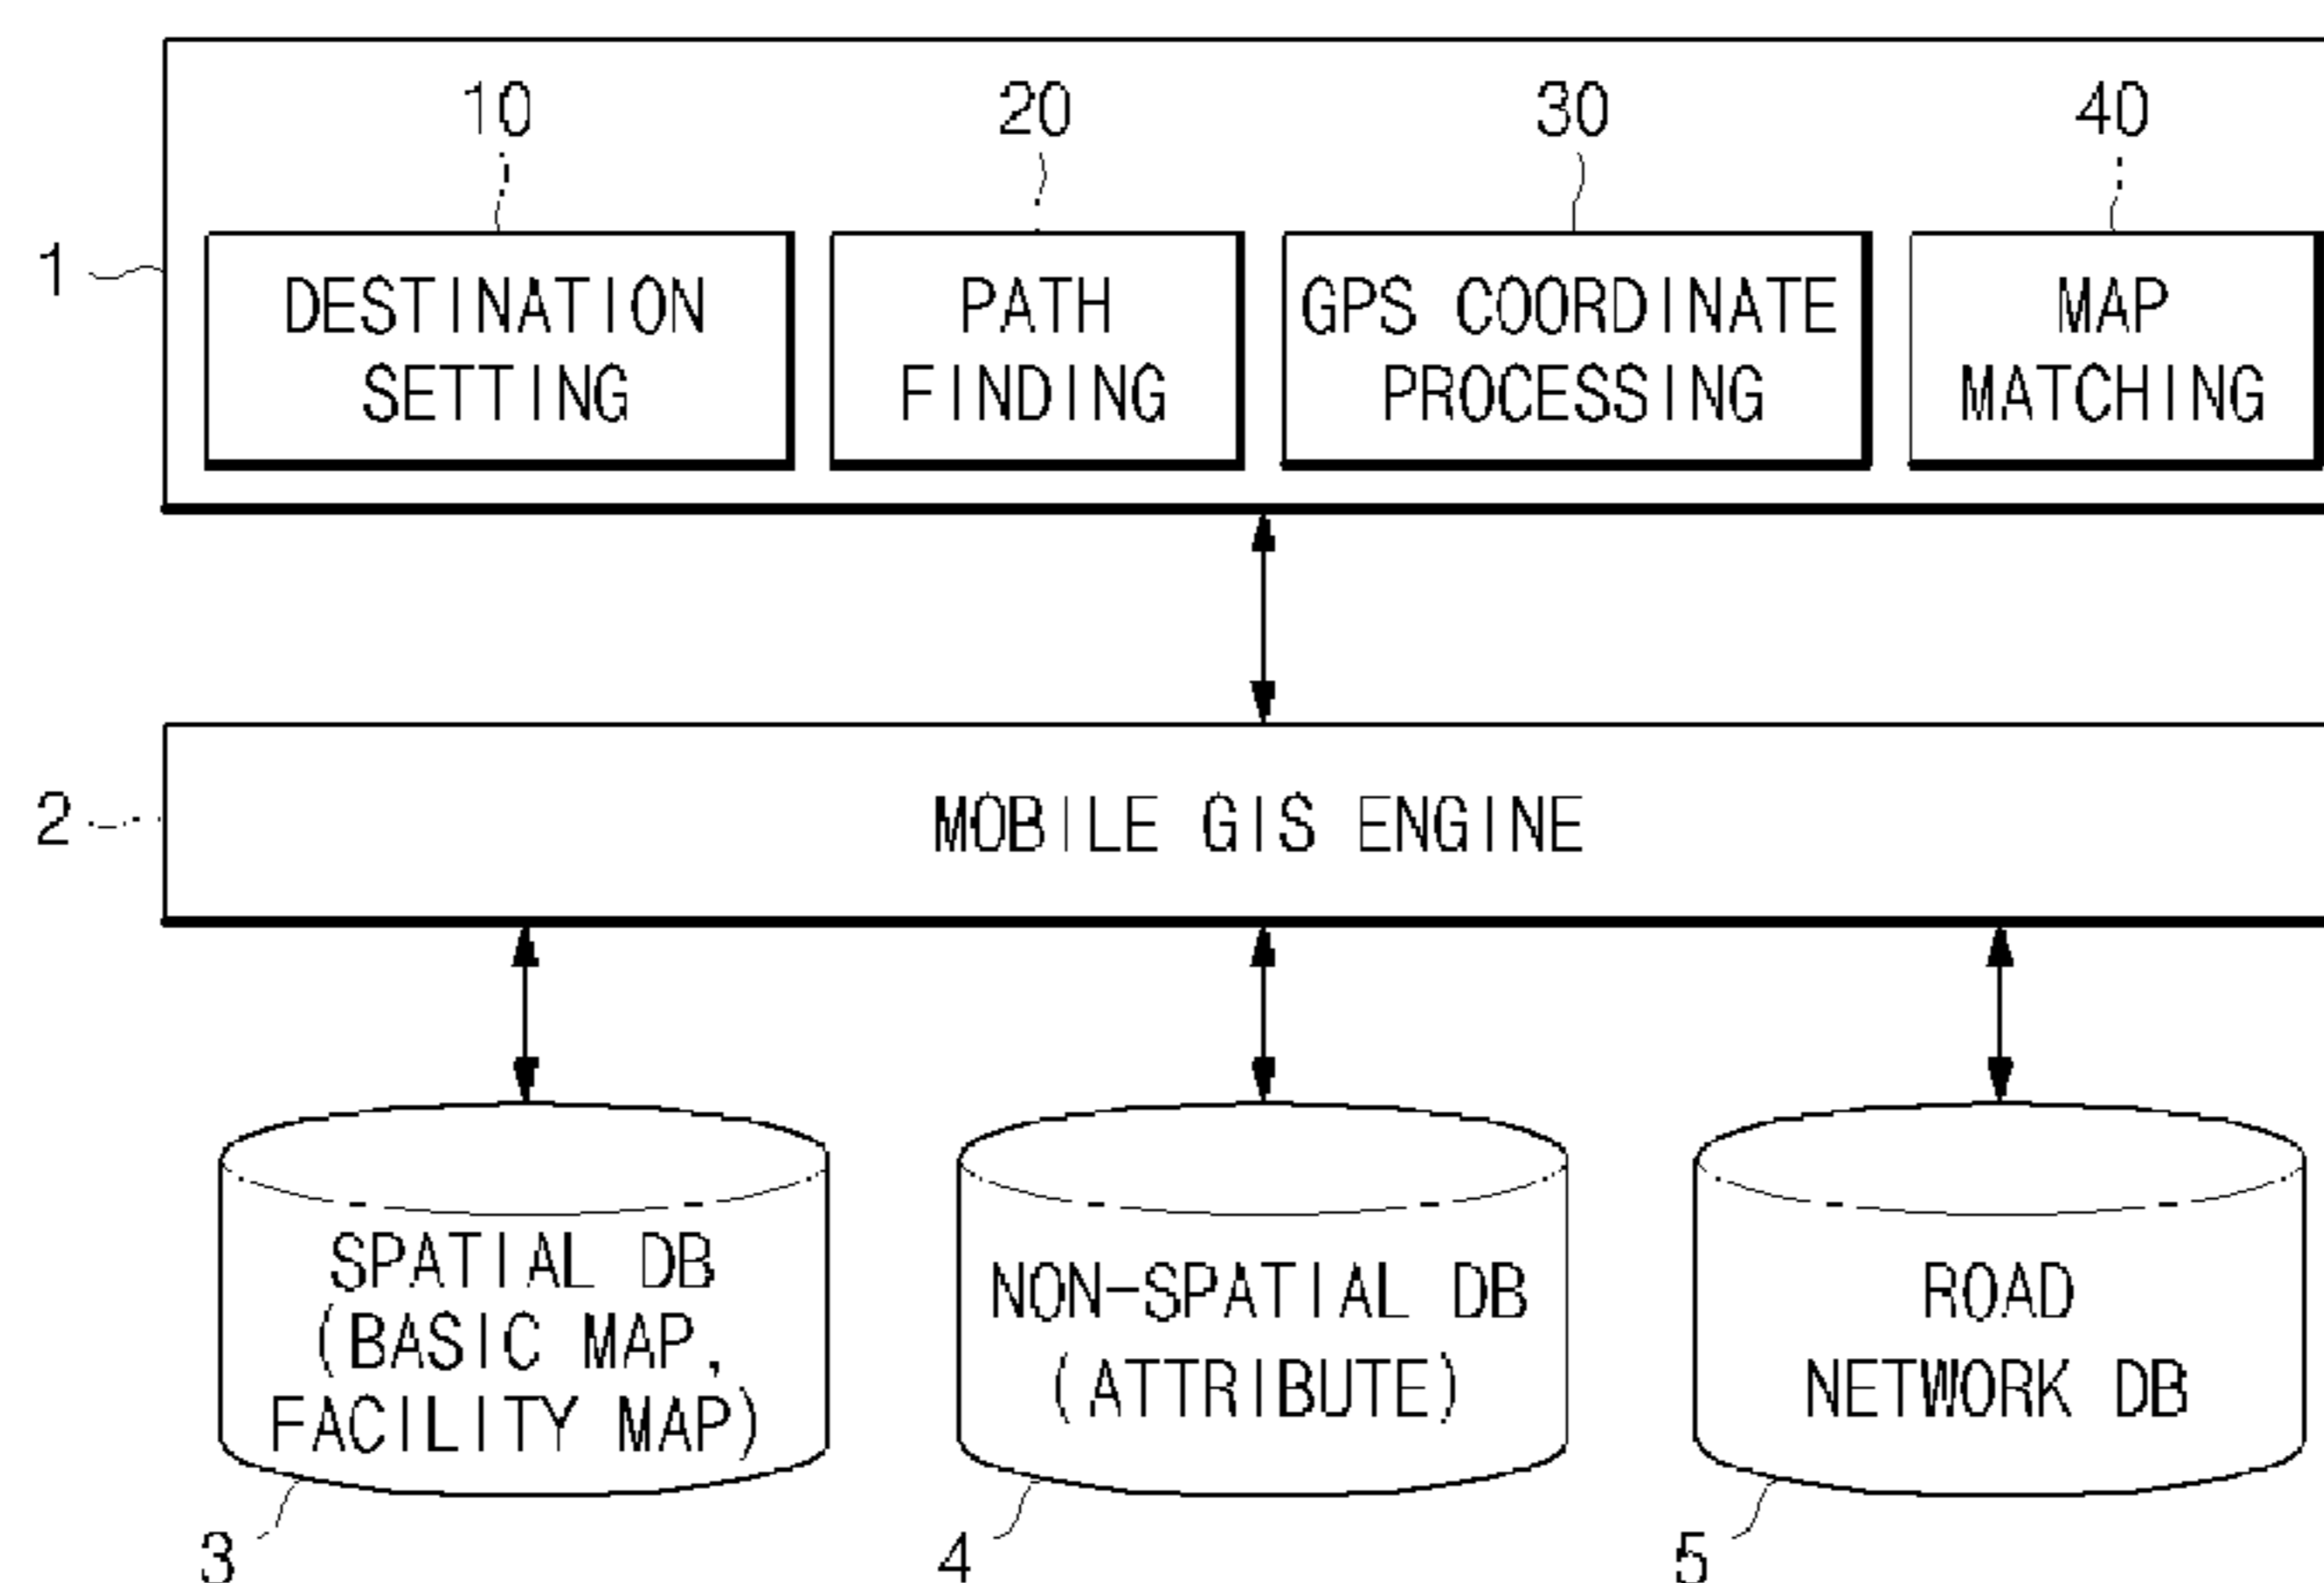 10 20 30 40
1
DESTINATION SETTING
PATH FINDING
GPS COORDINATE PROCESSING
MAP MATCHING
2
MOBILE GIS ENGINE
SPATIAL DB
(BASIC MAP,
FACILITY MAP)
NON-SPATIAL DB
(ATTRIBUTE)
ROAD
NETWORK DB
3 4 5